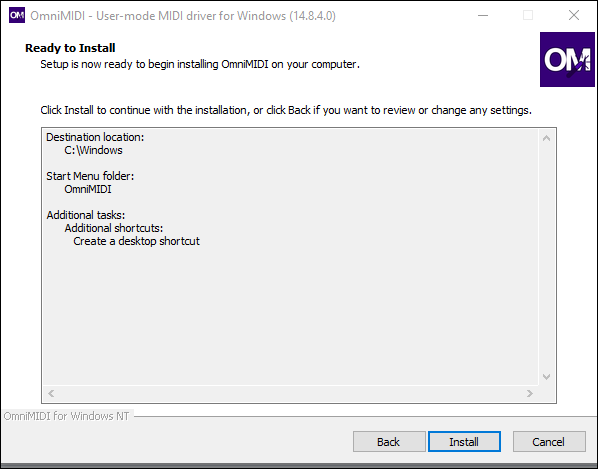 OM OmniMIDI - User-mode MIDI driver for Windows (14.8.4.0)
Ready to Install
Setup is now ready to begin installing OmniMIDI on your computer.
OM
Click Install to continue with the installation, or click Back if you want to review or change any settings.
Destination location:
C:\Windows
Start Menu folder:
OmniMIDI
Additional tasks:
Additional shortcuts:
Create a desktop shortcut
OmniMIDI for Windows NT
Back Install Cancel